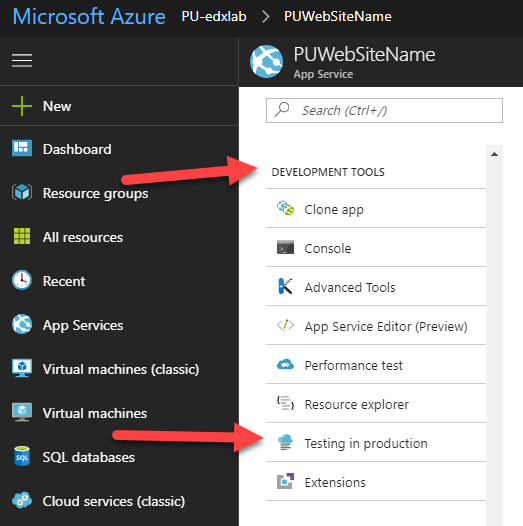 Microsoft Azure PU-edxlab > PUWebSiteName
PUWebSiteName
App Service
New
Dashboard
Resource groups
All resources
Recent
App Services
Virtual machines (classic)
Virtual machines
SQL databases
Cloud services (classic)
Search (Ctrl+/)
DEVELOPMENT TOOLS
Clone app
Console
Advanced Tools
App Service Editor (Preview)
Performance test
Resource explorer
Testing in production
Extensions